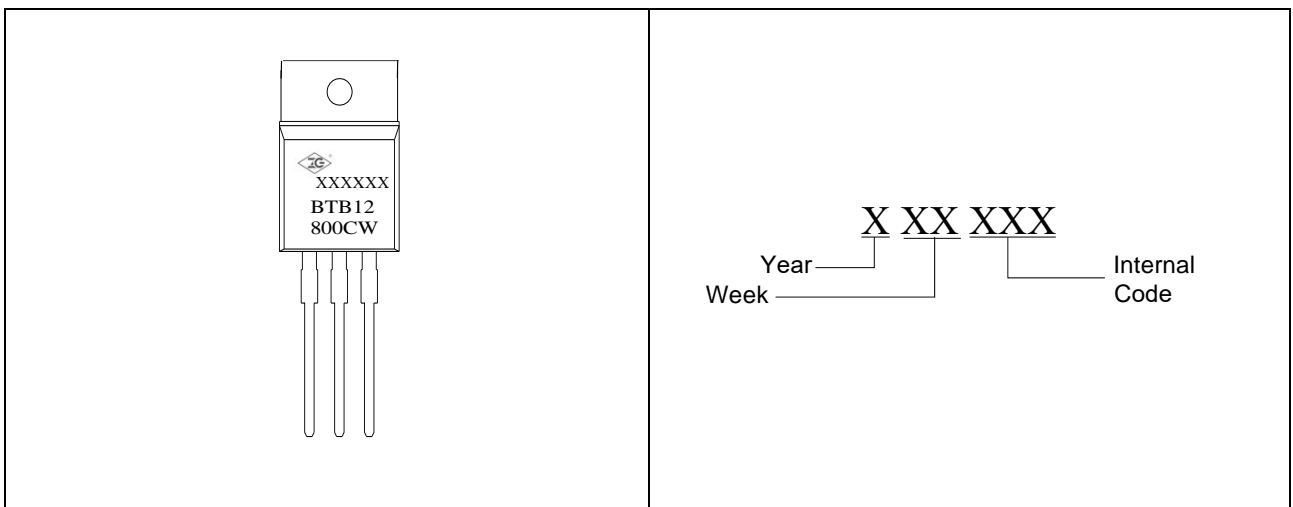 XXXXXX
BTB12
800CW
X XX XXX
Year
Week
Internal
Code